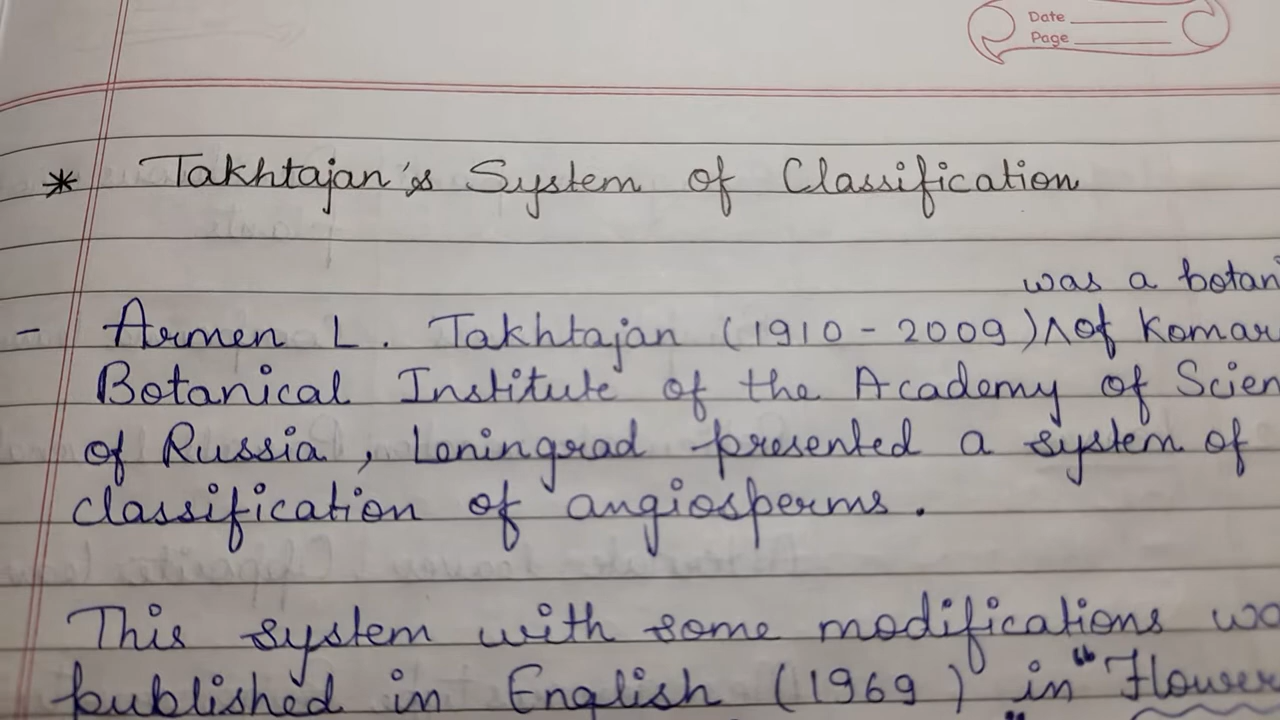 Date
Page
* Takhtajan's System of Classification
was a botan
- Armen L. Takhtajan (1910 - 2009) ∧ of Komar
Botanical Institute of the Academy of Scien
of Russia, Leningrad presented a system of
classification of angiosperms.
This system with some modifications wa
published in English (1969) in "Flower